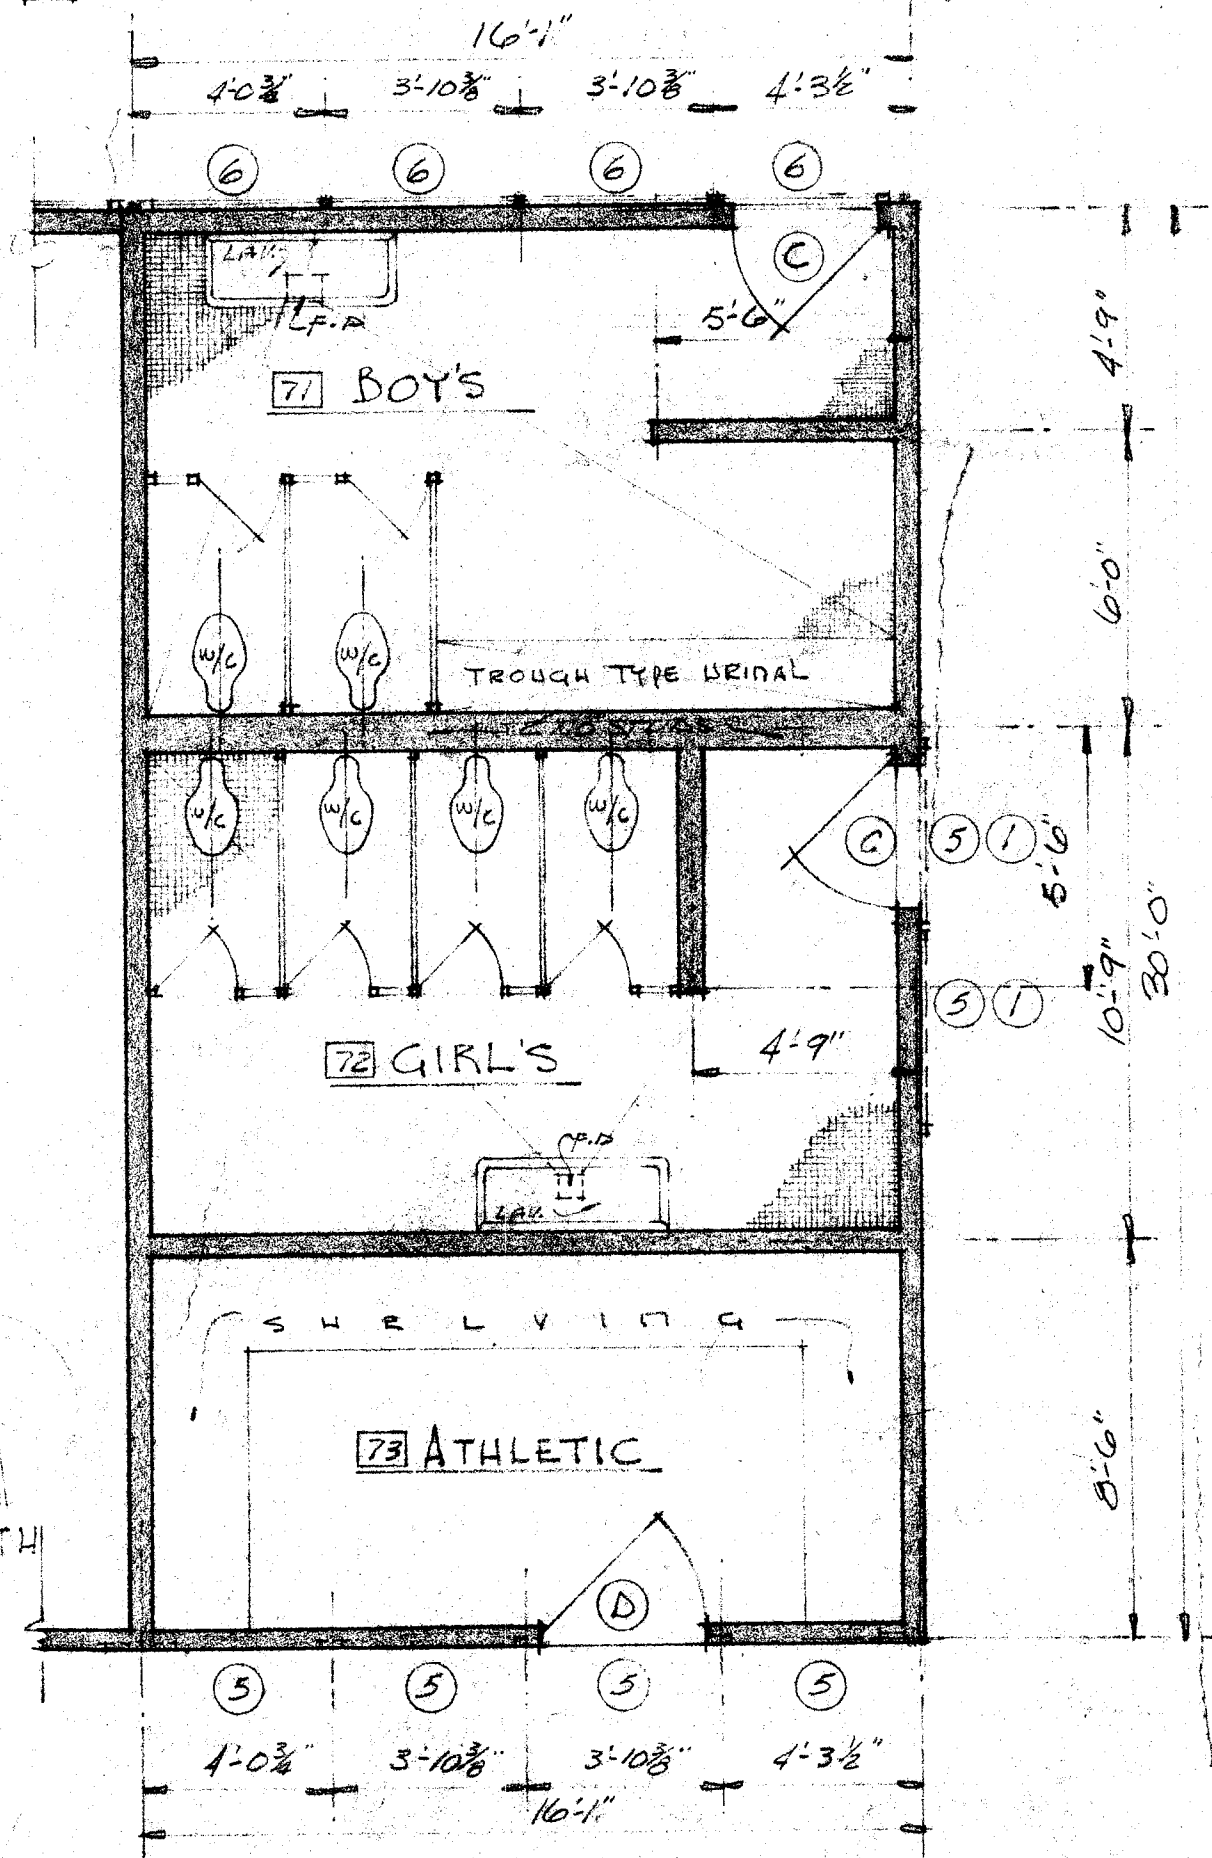 16'-1"
4'-0¾" 3'-10⅜" 3'-10⅜" 4'-3½"
6 6 6 6
LAV. C
F.D 5'-6" 4'-9"
71 BOY'S
6'-0"
W/C W/C
TROUGH TYPE URINAL
W/C W/C W/C W/C
C 5 1 5'-6"
10'-9" 30'-0"
5 1
72 GIRL'S 4'-9"
F.D
LAV.
SHELVING
73 ATHLETIC 8'-6"
TH
D
5 5 5 5
4'-0¾" 3'-10⅜" 3'-10⅜" 4'-3½"
16'-1"